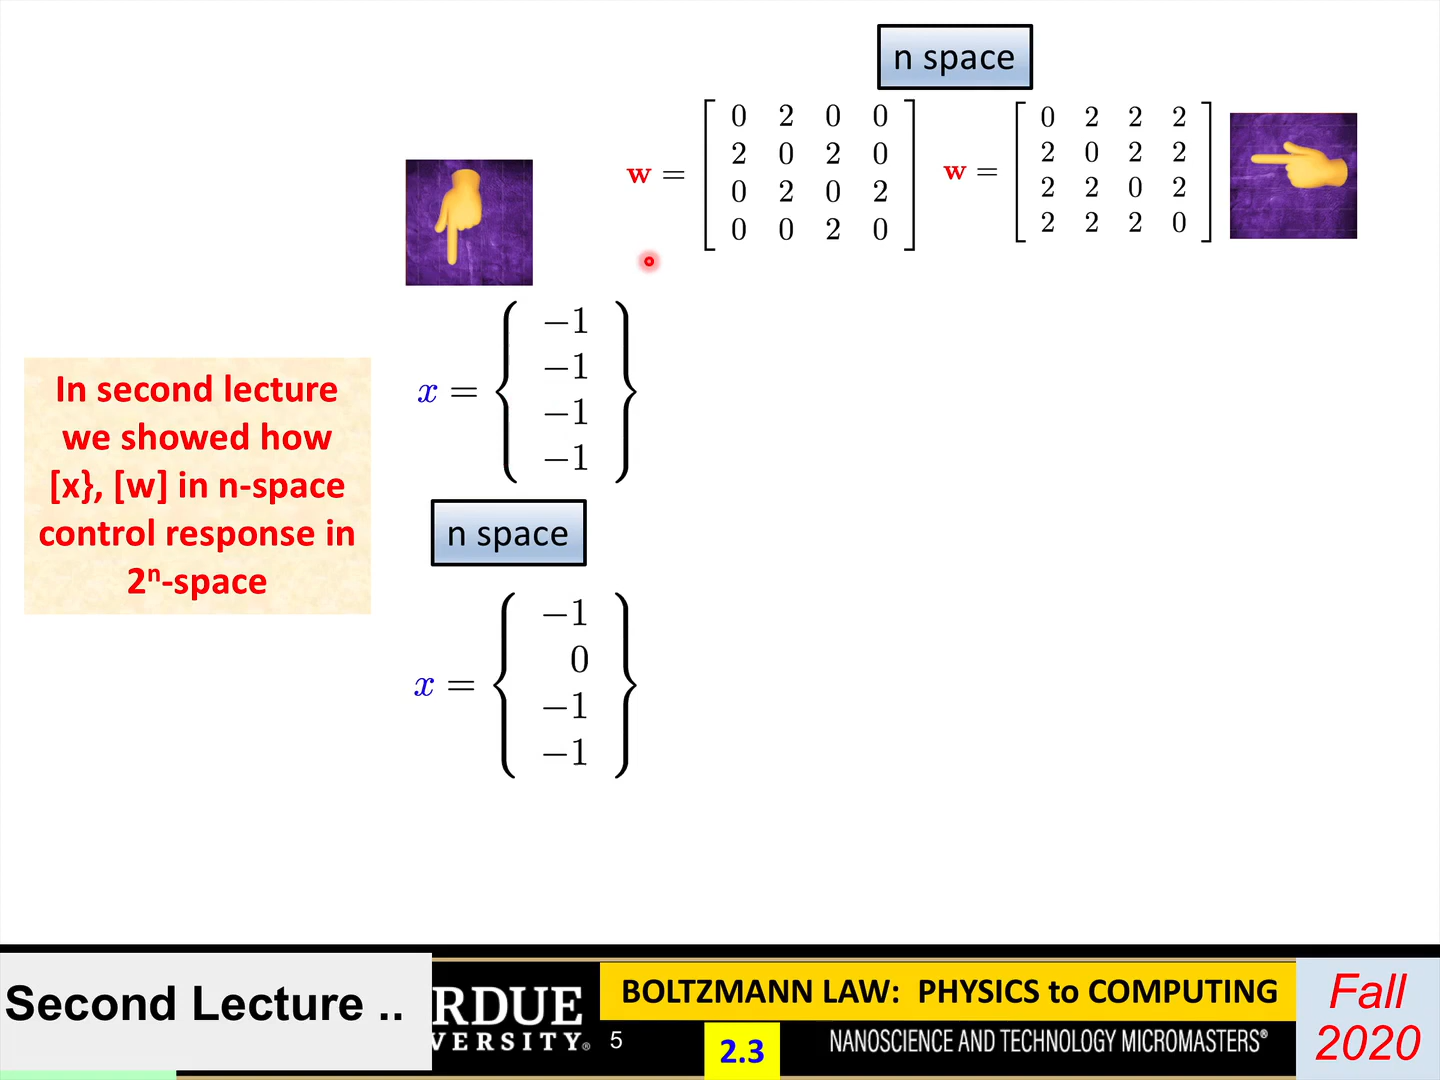 n space
w =
0 2 0 0
2 0 2 0
0 2 0 2
0 0 2 0
w =
0 2 2 2
2 0 2 2
2 2 0 2
2 2 2 0
x =
−1
−1
−1
−1
In second lecture
we showed how
[x}, [w] in n-space
control response in
2ⁿ-space
n space
x =
−1
0
−1
−1
Second Lecture ..
RDUE
VERSITY®
5
BOLTZMANN LAW: PHYSICS to COMPUTING
2.3
NANOSCIENCE AND TECHNOLOGY MICROMASTERS®
Fall
2020